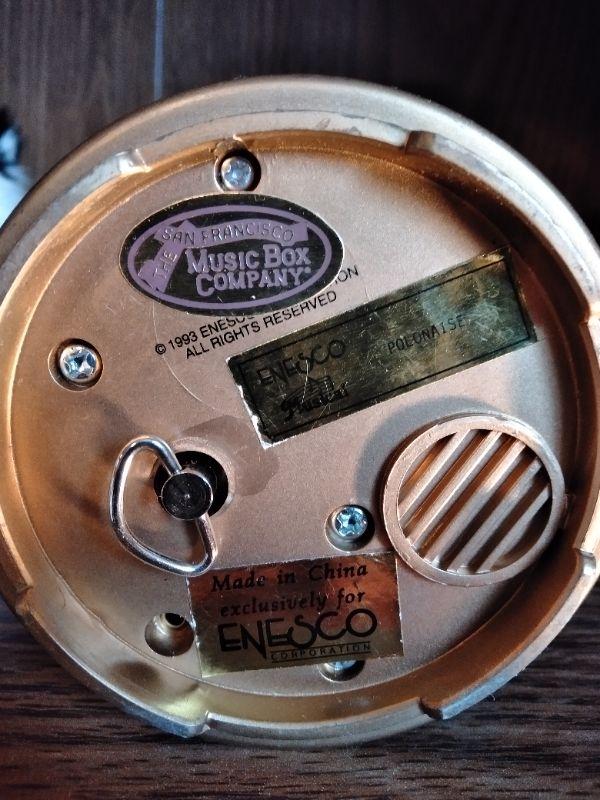 THE
SAN FRANCISCO
MUSIC BOX
COMPANY®
© 1993 ENESCO
ALL RIGHTS RESERVED
ENESCO POLONAISE
Musical
Made in China
exclusively for
ENESCO
CORPORATION